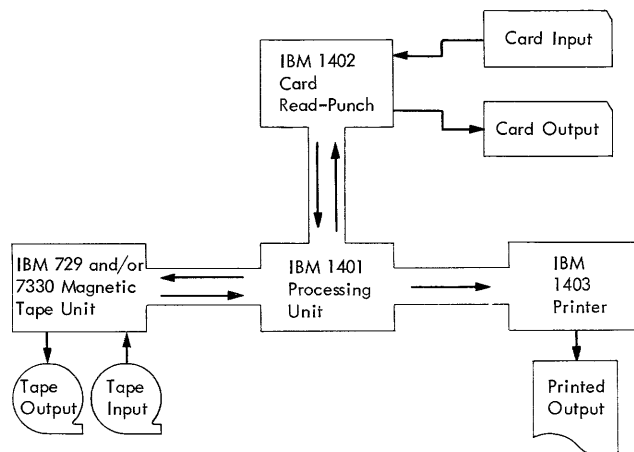 IBM 1402
Card
Read-Punch
Card Input
Card Output
IBM 729 and/or
7330 Magnetic
Tape Unit
IBM 1401
Processing
Unit
IBM
1403
Printer
Tape
Output
Tape
Input
Printed
Output